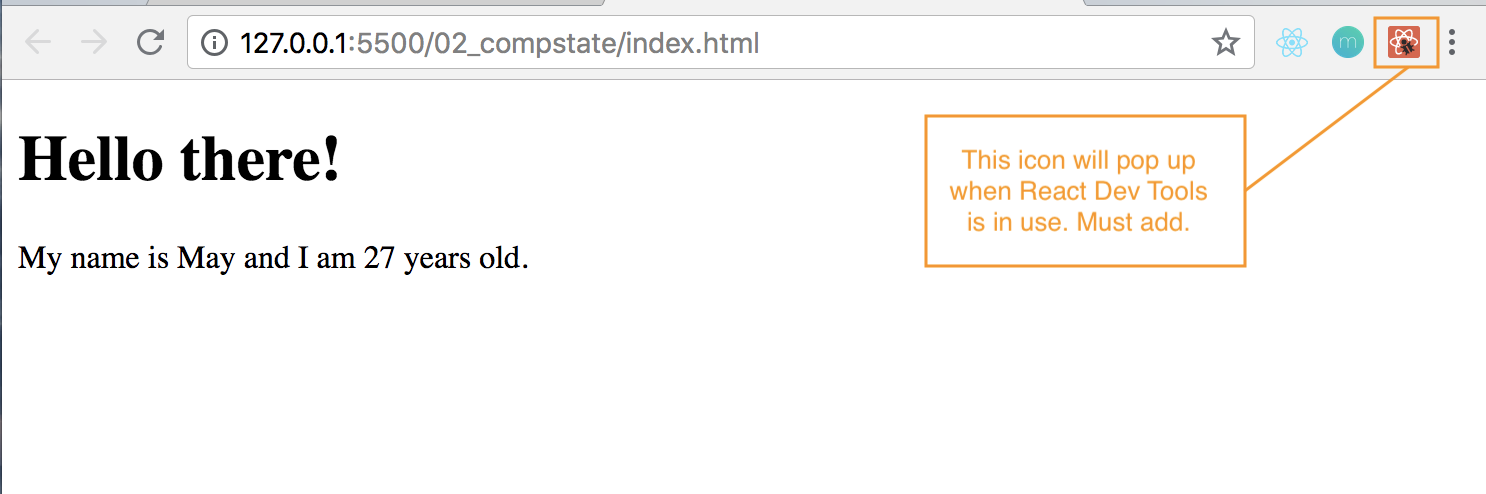 127.0.0.1:5500/02_compstate/index.html
m
Hello there!
This icon will pop up
when React Dev Tools
is in use. Must add.
My name is May and I am 27 years old.